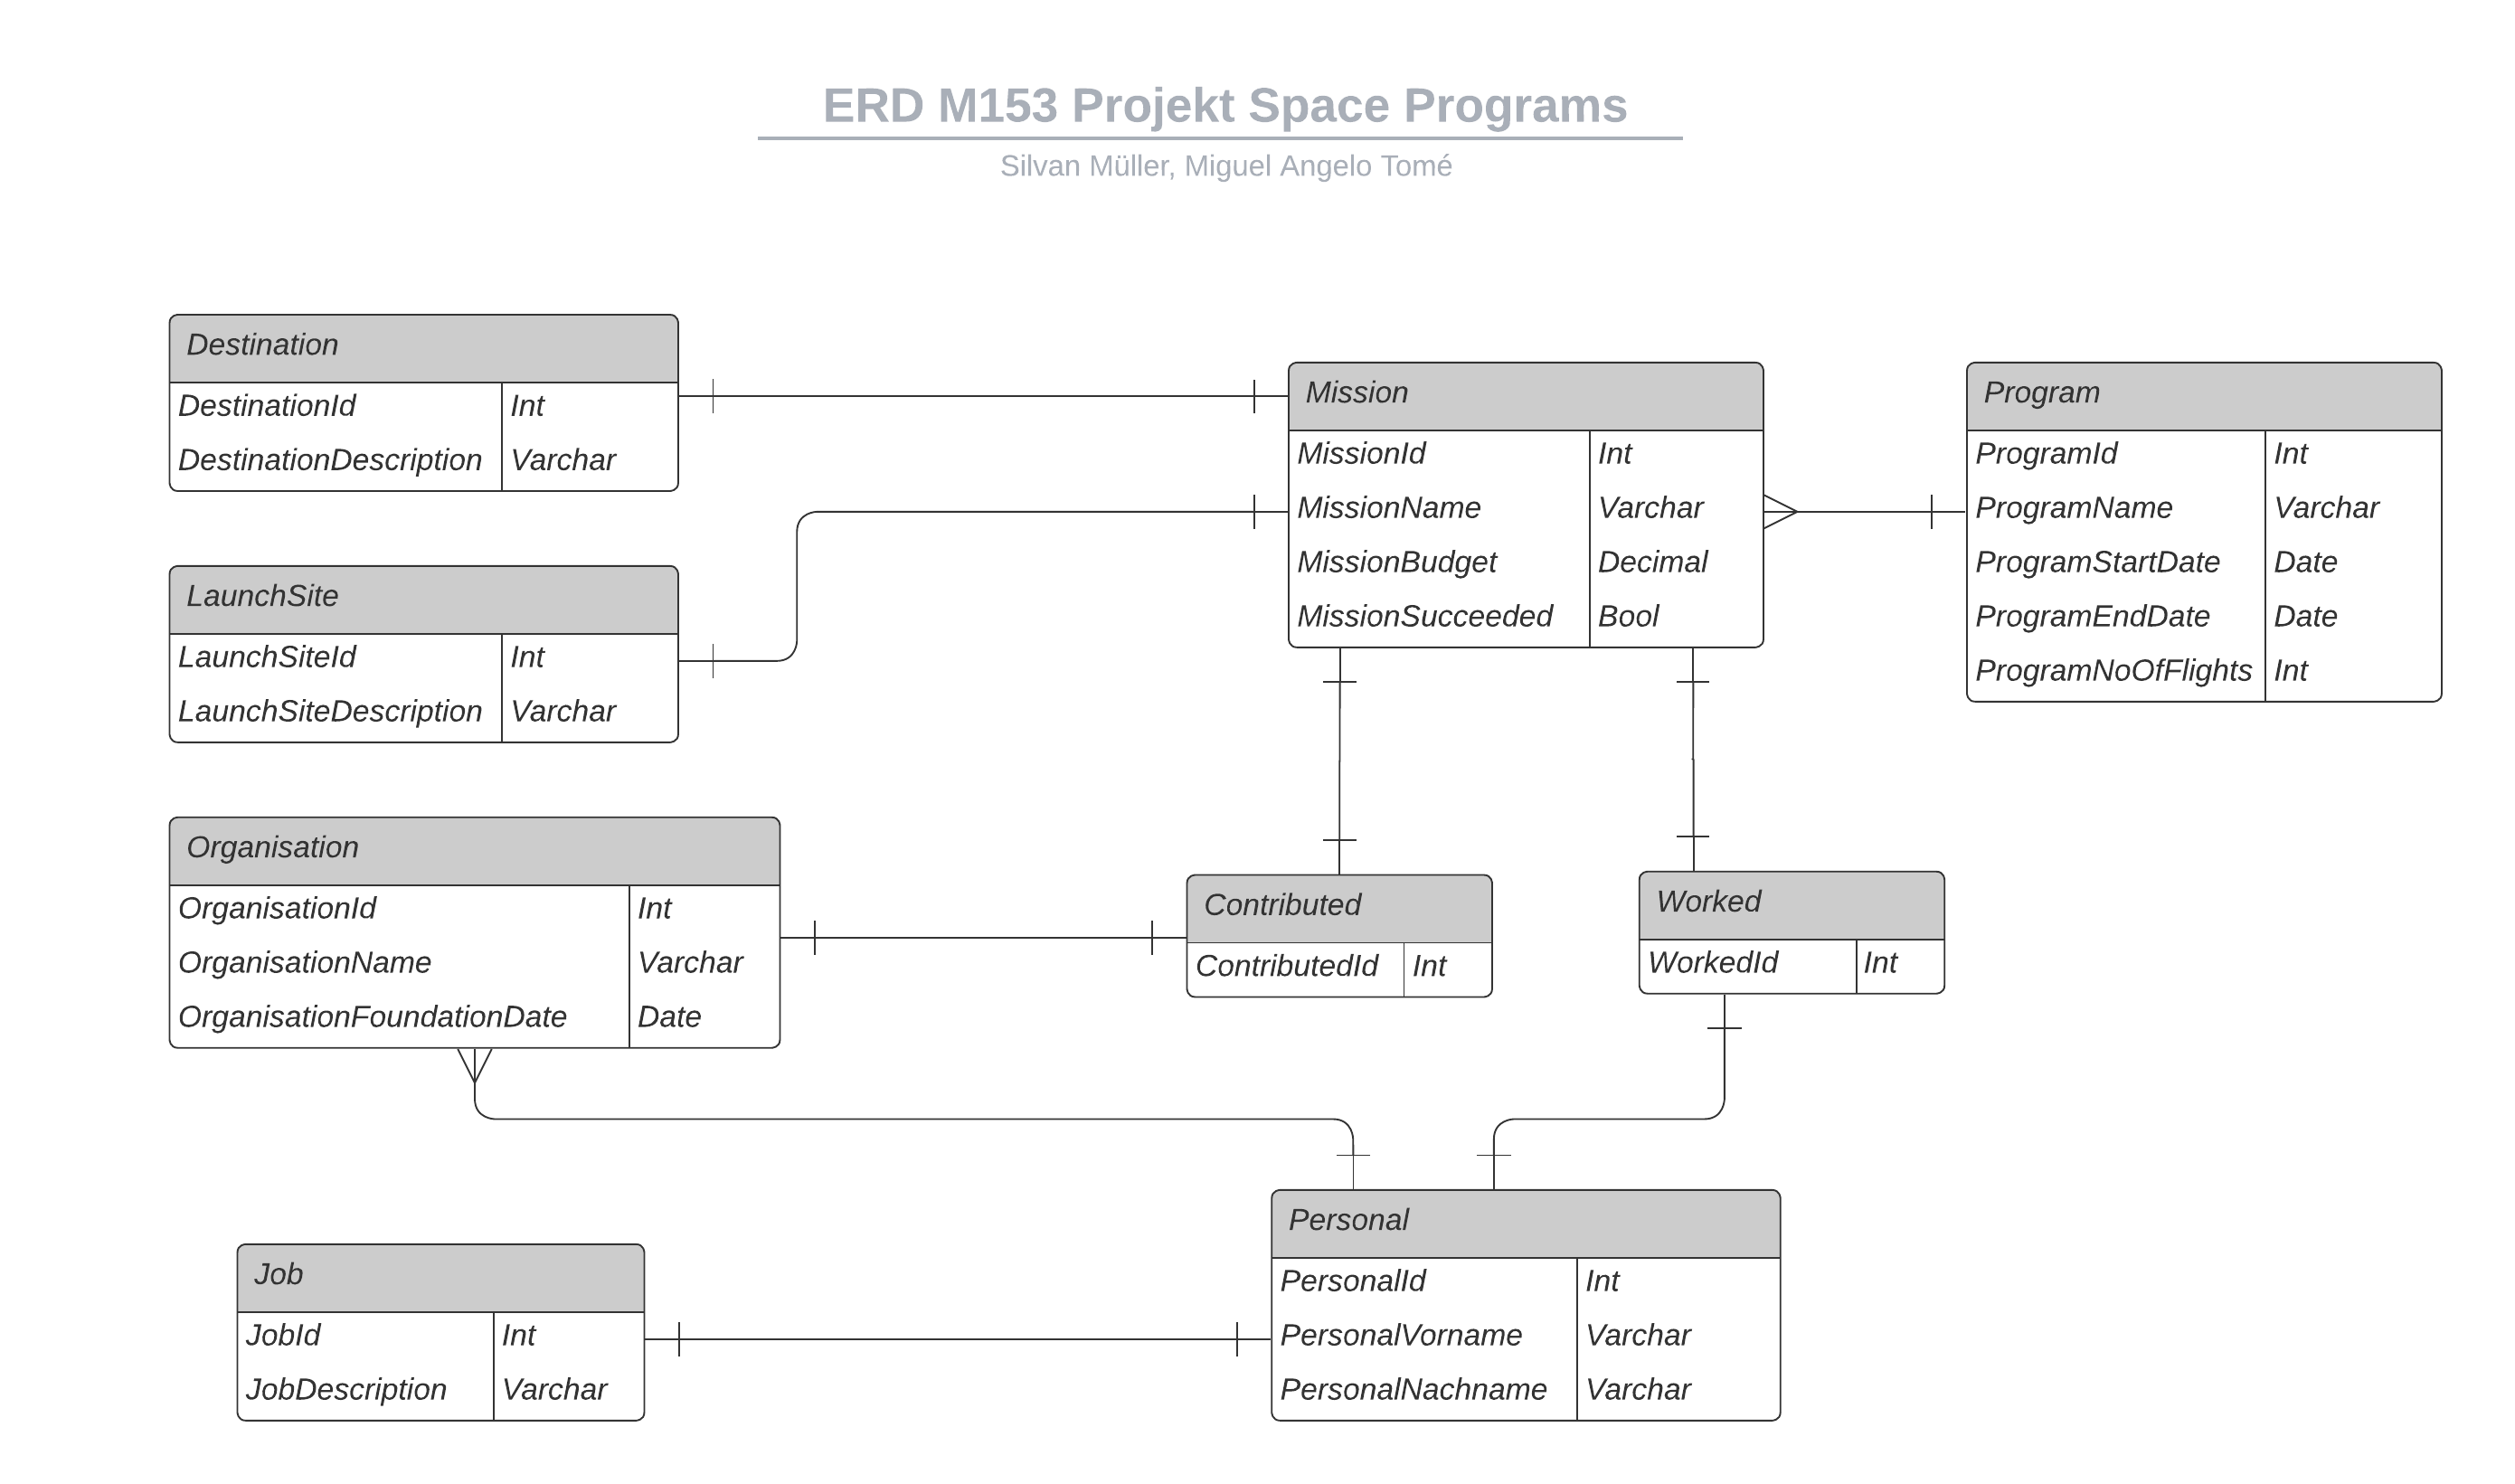 ERD M153 Projekt Space Programs
Silvan Müller, Miguel Angelo Tomé
Destination
DestinationId Int
DestinationDescription Varchar
LaunchSite
LaunchSiteId Int
LaunchSiteDescription Varchar
Mission
MissionId Int
MissionName Varchar
MissionBudget Decimal
MissionSucceeded Bool
Program
ProgramId Int
ProgramName Varchar
ProgramStartDate Date
ProgramEndDate Date
ProgramNoOfFlights Int
Organisation
OrganisationId Int
OrganisationName Varchar
OrganisationFoundationDate Date
Contributed
ContributedId Int
Worked
WorkedId Int
Job
JobId Int
JobDescription Varchar
Personal
PersonalId Int
PersonalVorname Varchar
PersonalNachname Varchar